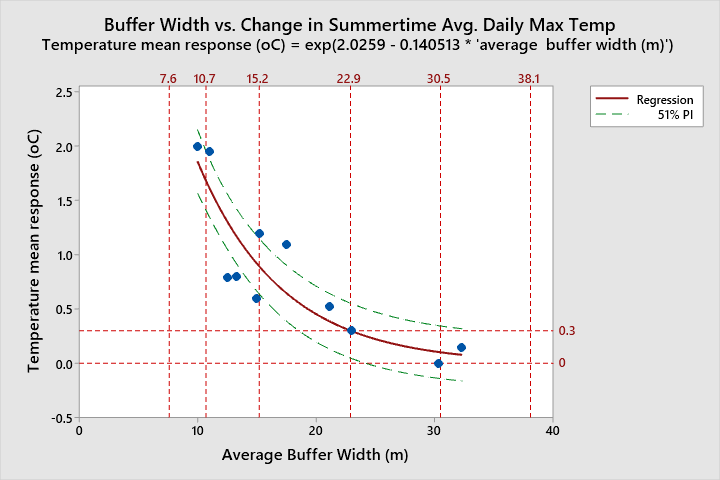 Buffer Width vs. Change in Summertime Avg. Daily Max Temp
Temperature mean response (oC) = exp(2.0259 - 0.140513 * 'average  buffer width (m)')
7.6 10.7 15.2 22.9 30.5 38.1
Regression
51% PI
2.5
2.0
1.5
1.0
0.5
0.0
-0.5
0.3
0
Temperature mean response (oC)
0 10 20 30 40
Average Buffer Width (m)